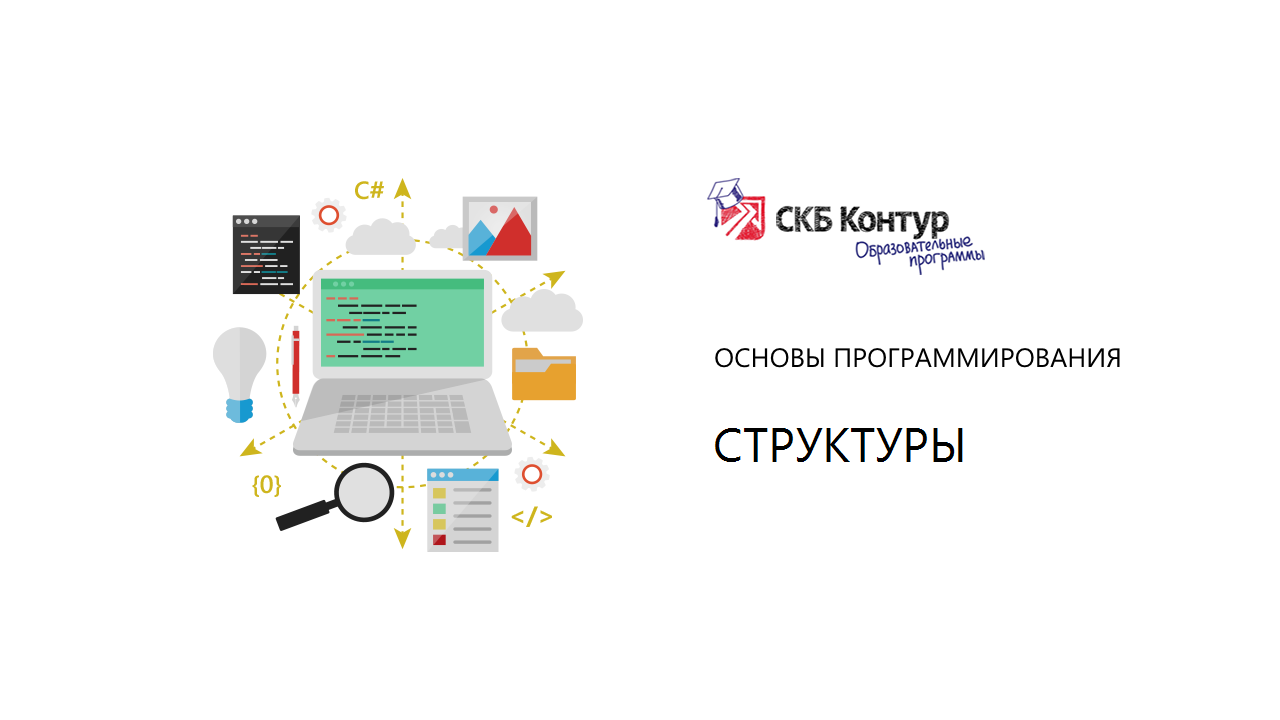 C#
{0}
</>
СКБ Контур
Образовательные
программы
ОСНОВЫ ПРОГРАММИРОВАНИЯ
СТРУКТУРЫ